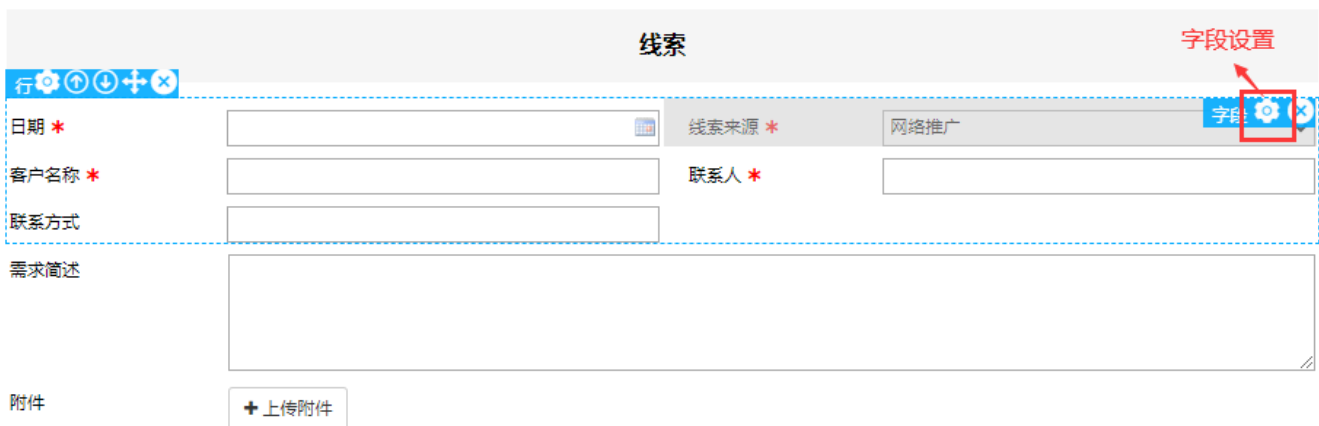 线索
字段设置
行
字段
日期 *
线索来源 *
网络推广
客户名称 *
联系人 *
联系方式
需求简述
附件
+ 上传附件